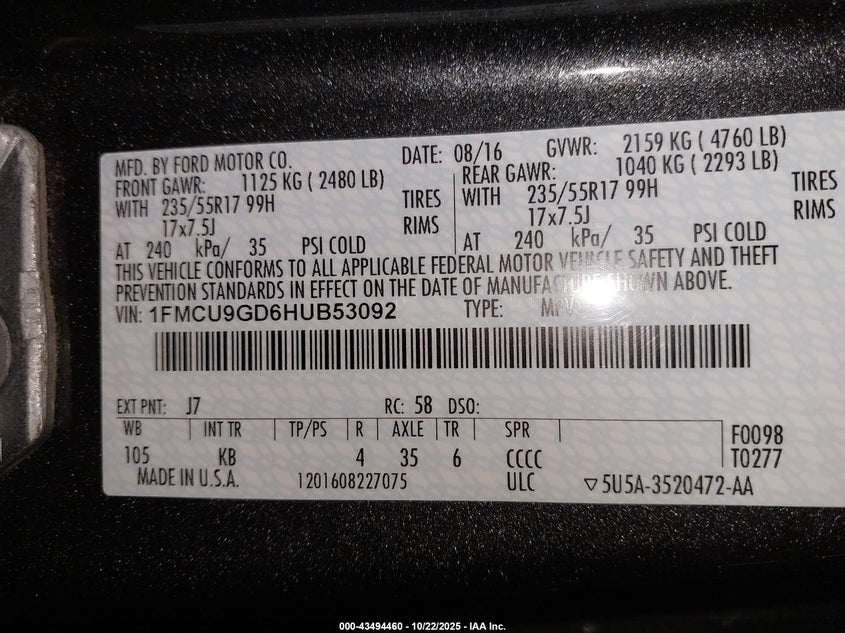 MFD. BY FORD MOTOR CO. DATE: 08/16 GVWR: 2159 KG ( 4760 LB)
FRONT GAWR: 1125 KG ( 2480 LB) REAR GAWR: 1040 KG ( 2293 LB)
WITH 235/55R17 99H TIRES WITH 235/55R17 99H TIRES
17x7.5J RIMS 17x7.5J RIMS
AT 240 kPa/ 35 PSI COLD AT 240 kPa/ 35 PSI COLD
THIS VEHICLE CONFORMS TO ALL APPLICABLE FEDERAL MOTOR VEHICLE SAFETY AND THEFT
PREVENTION STANDARDS IN EFFECT ON THE DATE OF MANUFACTURE SHOWN ABOVE.
VIN: 1FMCU9GD6HUB53092 TYPE: MPV
EXT PNT: J7 RC: 58 DSO:
WB INT TR TP/PS R AXLE TR SPR F0098
105 KB 4 35 6 CCCC T0277
MADE IN U.S.A. 1201608227075 ULC ▽5U5A-3520472-AA
000-43494460 - 10/22/2025 - IAA Inc.